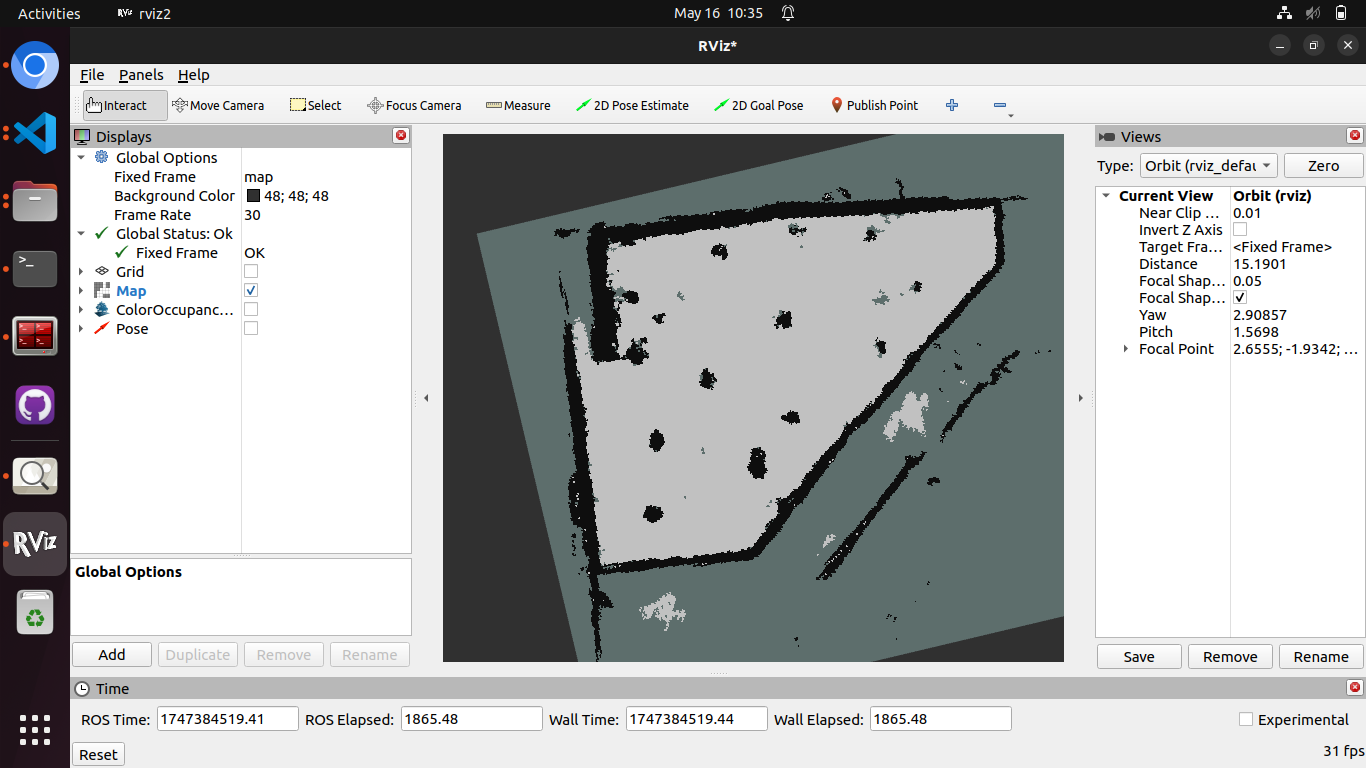 Activities RViz rviz2 May 16 10:35
RViz*
File Panels Help
Interact Move Camera Select Focus Camera Measure 2D Pose Estimate 2D Goal Pose Publish Point
Displays
Global Options
Fixed Frame map
Background Color 48; 48; 48
Frame Rate 30
Global Status: Ok
Fixed Frame OK
Grid
Map
ColorOccupanc...
Pose
Global Options
Add Duplicate Remove Rename
Views
Type: Orbit (rviz_defau Zero
Current View Orbit (rviz)
Near Clip ... 0.01
Invert Z Axis
Target Fra... <Fixed Frame>
Distance 15.1901
Focal Shap... 0.05
Focal Shap...
Yaw 2.90857
Pitch 1.5698
Focal Point 2.6555; -1.9342; ...
Save Remove Rename
RViz
Time
ROS Time: 1747384519.41 ROS Elapsed: 1865.48 Wall Time: 1747384519.44 Wall Elapsed: 1865.48 Experimental
Reset 31 fps